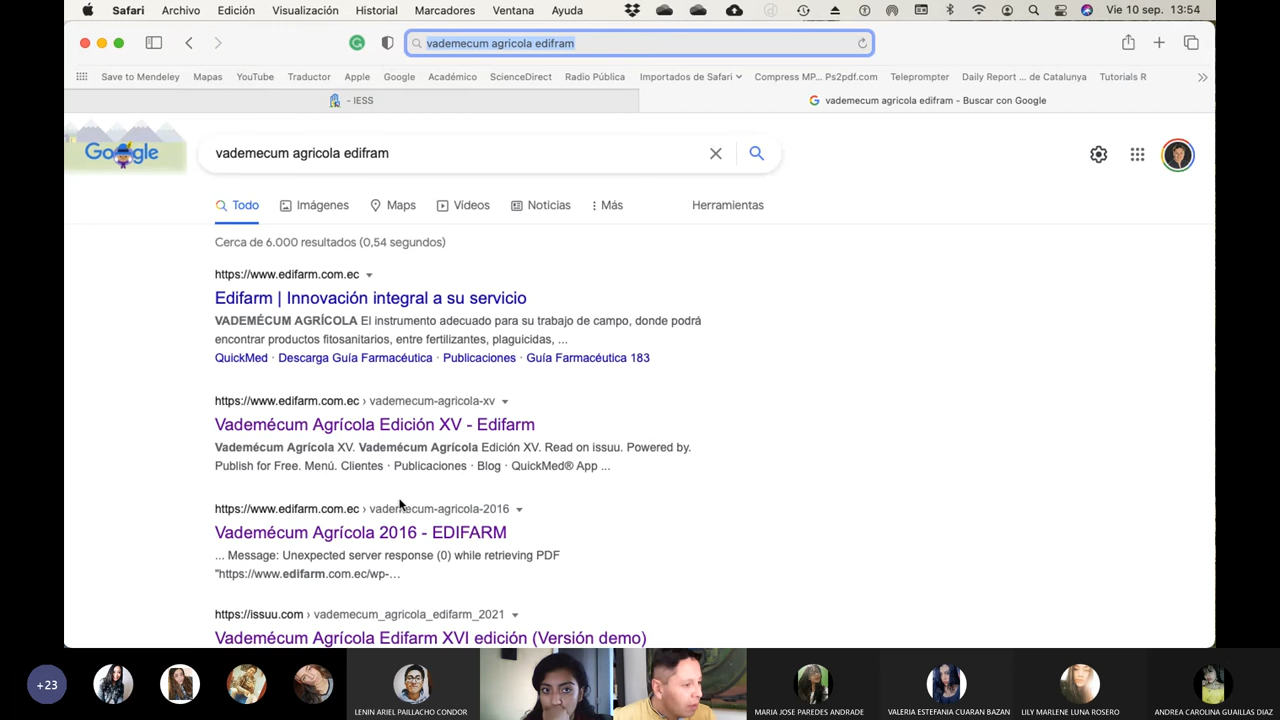 Safari Archivo Edición Visualización Historial Marcadores Ventana Ayuda Vie 10 sep. 13:54
vademecum agricola edifram
Save to Mendeley Mapas YouTube Traductor Apple Google Académico ScienceDirect Radio Pública Importados de Safari Compress MP... Ps2pdf.com Teleprompter Daily Report ... de Catalunya Tutorials R
- IESS vademecum agricola edifram - Buscar con Google
Google vademecum agricola edifram
Todo Imágenes Maps Vídeos Noticias Más Herramientas
Cerca de 6.000 resultados (0,54 segundos)
https://www.edifarm.com.ec
Edifarm | Innovación integral a su servicio
VADEMÉCUM AGRÍCOLA El instrumento adecuado para su trabajo de campo, donde podrá
encontrar productos fitosanitarios, entre fertilizantes, plaguicidas, ...
QuickMed · Descarga Guía Farmacéutica · Publicaciones · Guía Farmacéutica 183
https://www.edifarm.com.ec › vademecum-agricola-xv
Vademécum Agrícola Edición XV - Edifarm
Vademécum Agrícola XV. Vademécum Agrícola Edición XV. Read on issuu. Powered by.
Publish for Free. Menú. Clientes · Publicaciones · Blog · QuickMed® App ...
https://www.edifarm.com.ec › vademecum-agricola-2016
Vademécum Agrícola 2016 - EDIFARM
... Message: Unexpected server response (0) while retrieving PDF
"https://www.edifarm.com.ec/wp-...
https://issuu.com › vademecum_agricola_edifarm_2021
Vademécum Agrícola Edifarm XVI edición (Versión demo)
+23
LENIN ARIEL PAILLACHO CONDOR MARIA JOSE PAREDES ANDRADE VALERIA ESTEFANIA CUARAN BAZAN LILY MARLENE LUNA ROSERO ANDREA CAROLINA GUAILLAS DIAZ